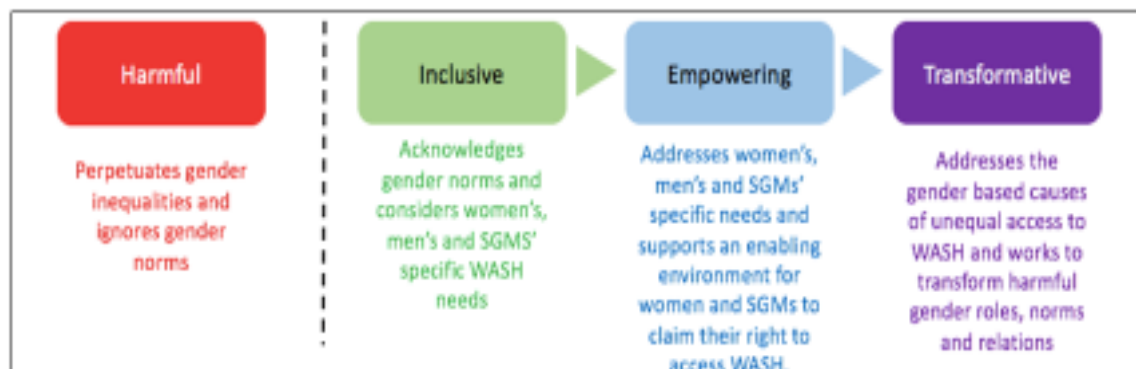 Harmful
Perpetuates gender
inequalities and
ignores gender
norms
Inclusive
Acknowledges
gender norms and
considers women's,
men's and SGMS'
specific WASH
needs
Empowering
Addresses women's,
men's and SGMs'
specific needs and
supports an enabling
environment for
women and SGMs to
claim their right to
access WASH.
Transformative
Addresses the
gender based causes
of unequal access to
WASH and works to
transform harmful
gender roles, norms
and relations